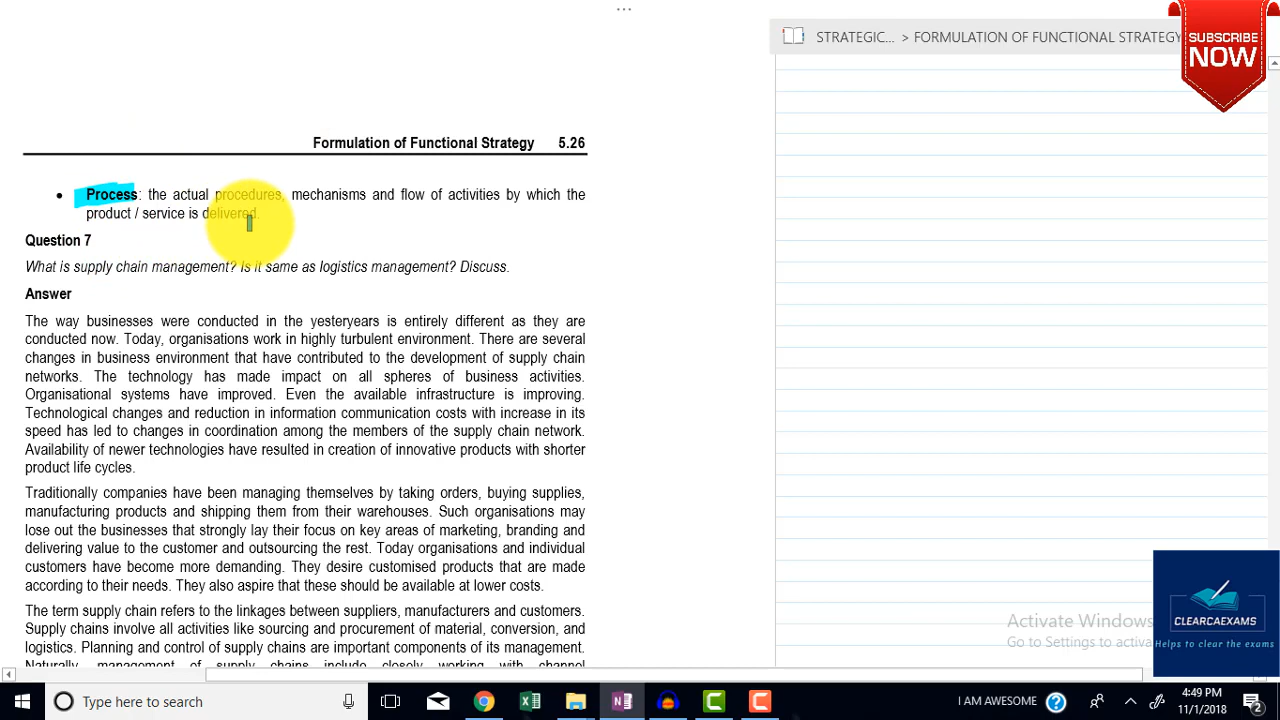 STRATEGIC... > FORMULATION OF FUNCTIONAL STRATEGY
SUBSCRIBE
NOW
Formulation of Functional Strategy 5.26
• Process: the actual procedures, mechanisms and flow of activities by which the
product / service is delivered.
Question 7
What is supply chain management? Is it same as logistics management? Discuss.
Answer
The way businesses were conducted in the yesteryears is entirely different as they are
conducted now. Today, organisations work in highly turbulent environment. There are several
changes in business environment that have contributed to the development of supply chain
networks. The technology has made impact on all spheres of business activities.
Organisational systems have improved. Even the available infrastructure is improving.
Technological changes and reduction in information communication costs with increase in its
speed has led to changes in coordination among the members of the supply chain network.
Availability of newer technologies have resulted in creation of innovative products with shorter
product life cycles.
Traditionally companies have been managing themselves by taking orders, buying supplies,
manufacturing products and shipping them from their warehouses. Such organisations may
lose out the businesses that strongly lay their focus on key areas of marketing, branding and
delivering value to the customer and outsourcing the rest. Today organisations and individual
customers have become more demanding. They desire customised products that are made
according to their needs. They also aspire that these should be available at lower costs.
The term supply chain refers to the linkages between suppliers, manufacturers and customers.
Supply chains involve all activities like sourcing and procurement of material, conversion, and
logistics. Planning and control of supply chains are important components of its management.
Naturally, management of supply chains include closely working with channel
Activate Windows
Go to Settings to activa
CLEARCAEXAMS
Helps to clear the exams
Type here to search
I AM AWESOME
4:49 PM
11/1/2018
2